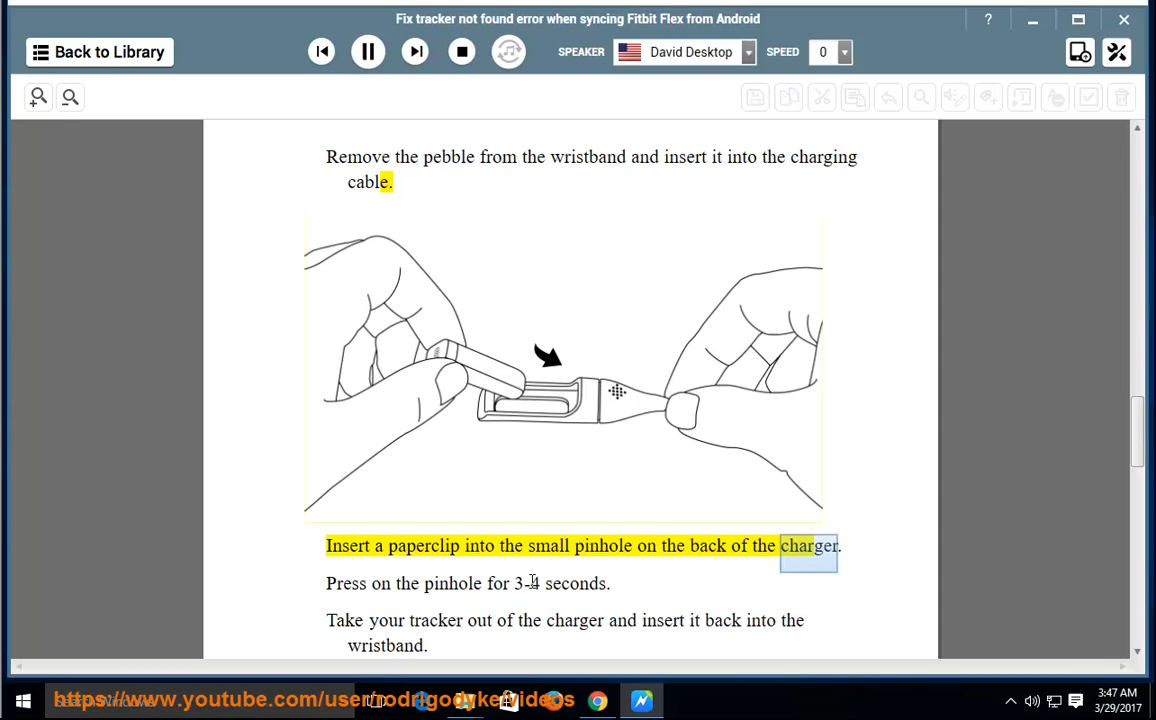 Fix tracker not found error when syncing Fitbit Flex from Android
?
Back to Library
SPEAKER
David Desktop
SPEED
0
Remove the pebble from the wristband and insert it into the charging
cable.
Insert a paperclip into the small pinhole on the back of the charger.
Press on the pinhole for 3-4 seconds.
Take your tracker out of the charger and insert it back into the
wristband.
https://www.youtube.com/user/rodrigodyke/videos
3:47 AM
3/29/2017